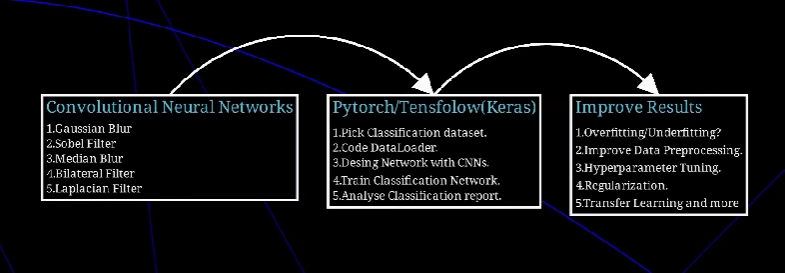 Convolutional Neural Networks
1.Gaussian Blur
2.Sobel Filter
3.Median Blur
4.Bilateral Filter
5.Laplacian Filter
Pytorch/Tensfolow(Keras)
1.Pick Classification dataset.
2.Code DataLoader.
3.Desing Network with CNNs.
4.Train Classification Network.
5.Analyse Classification report.
Improve Results
1.Overfitting/Underfitting?
2.Improve Data Preprocessing.
3.Hyperparameter Tuning.
4.Regularization.
5.Transfer Learning and more